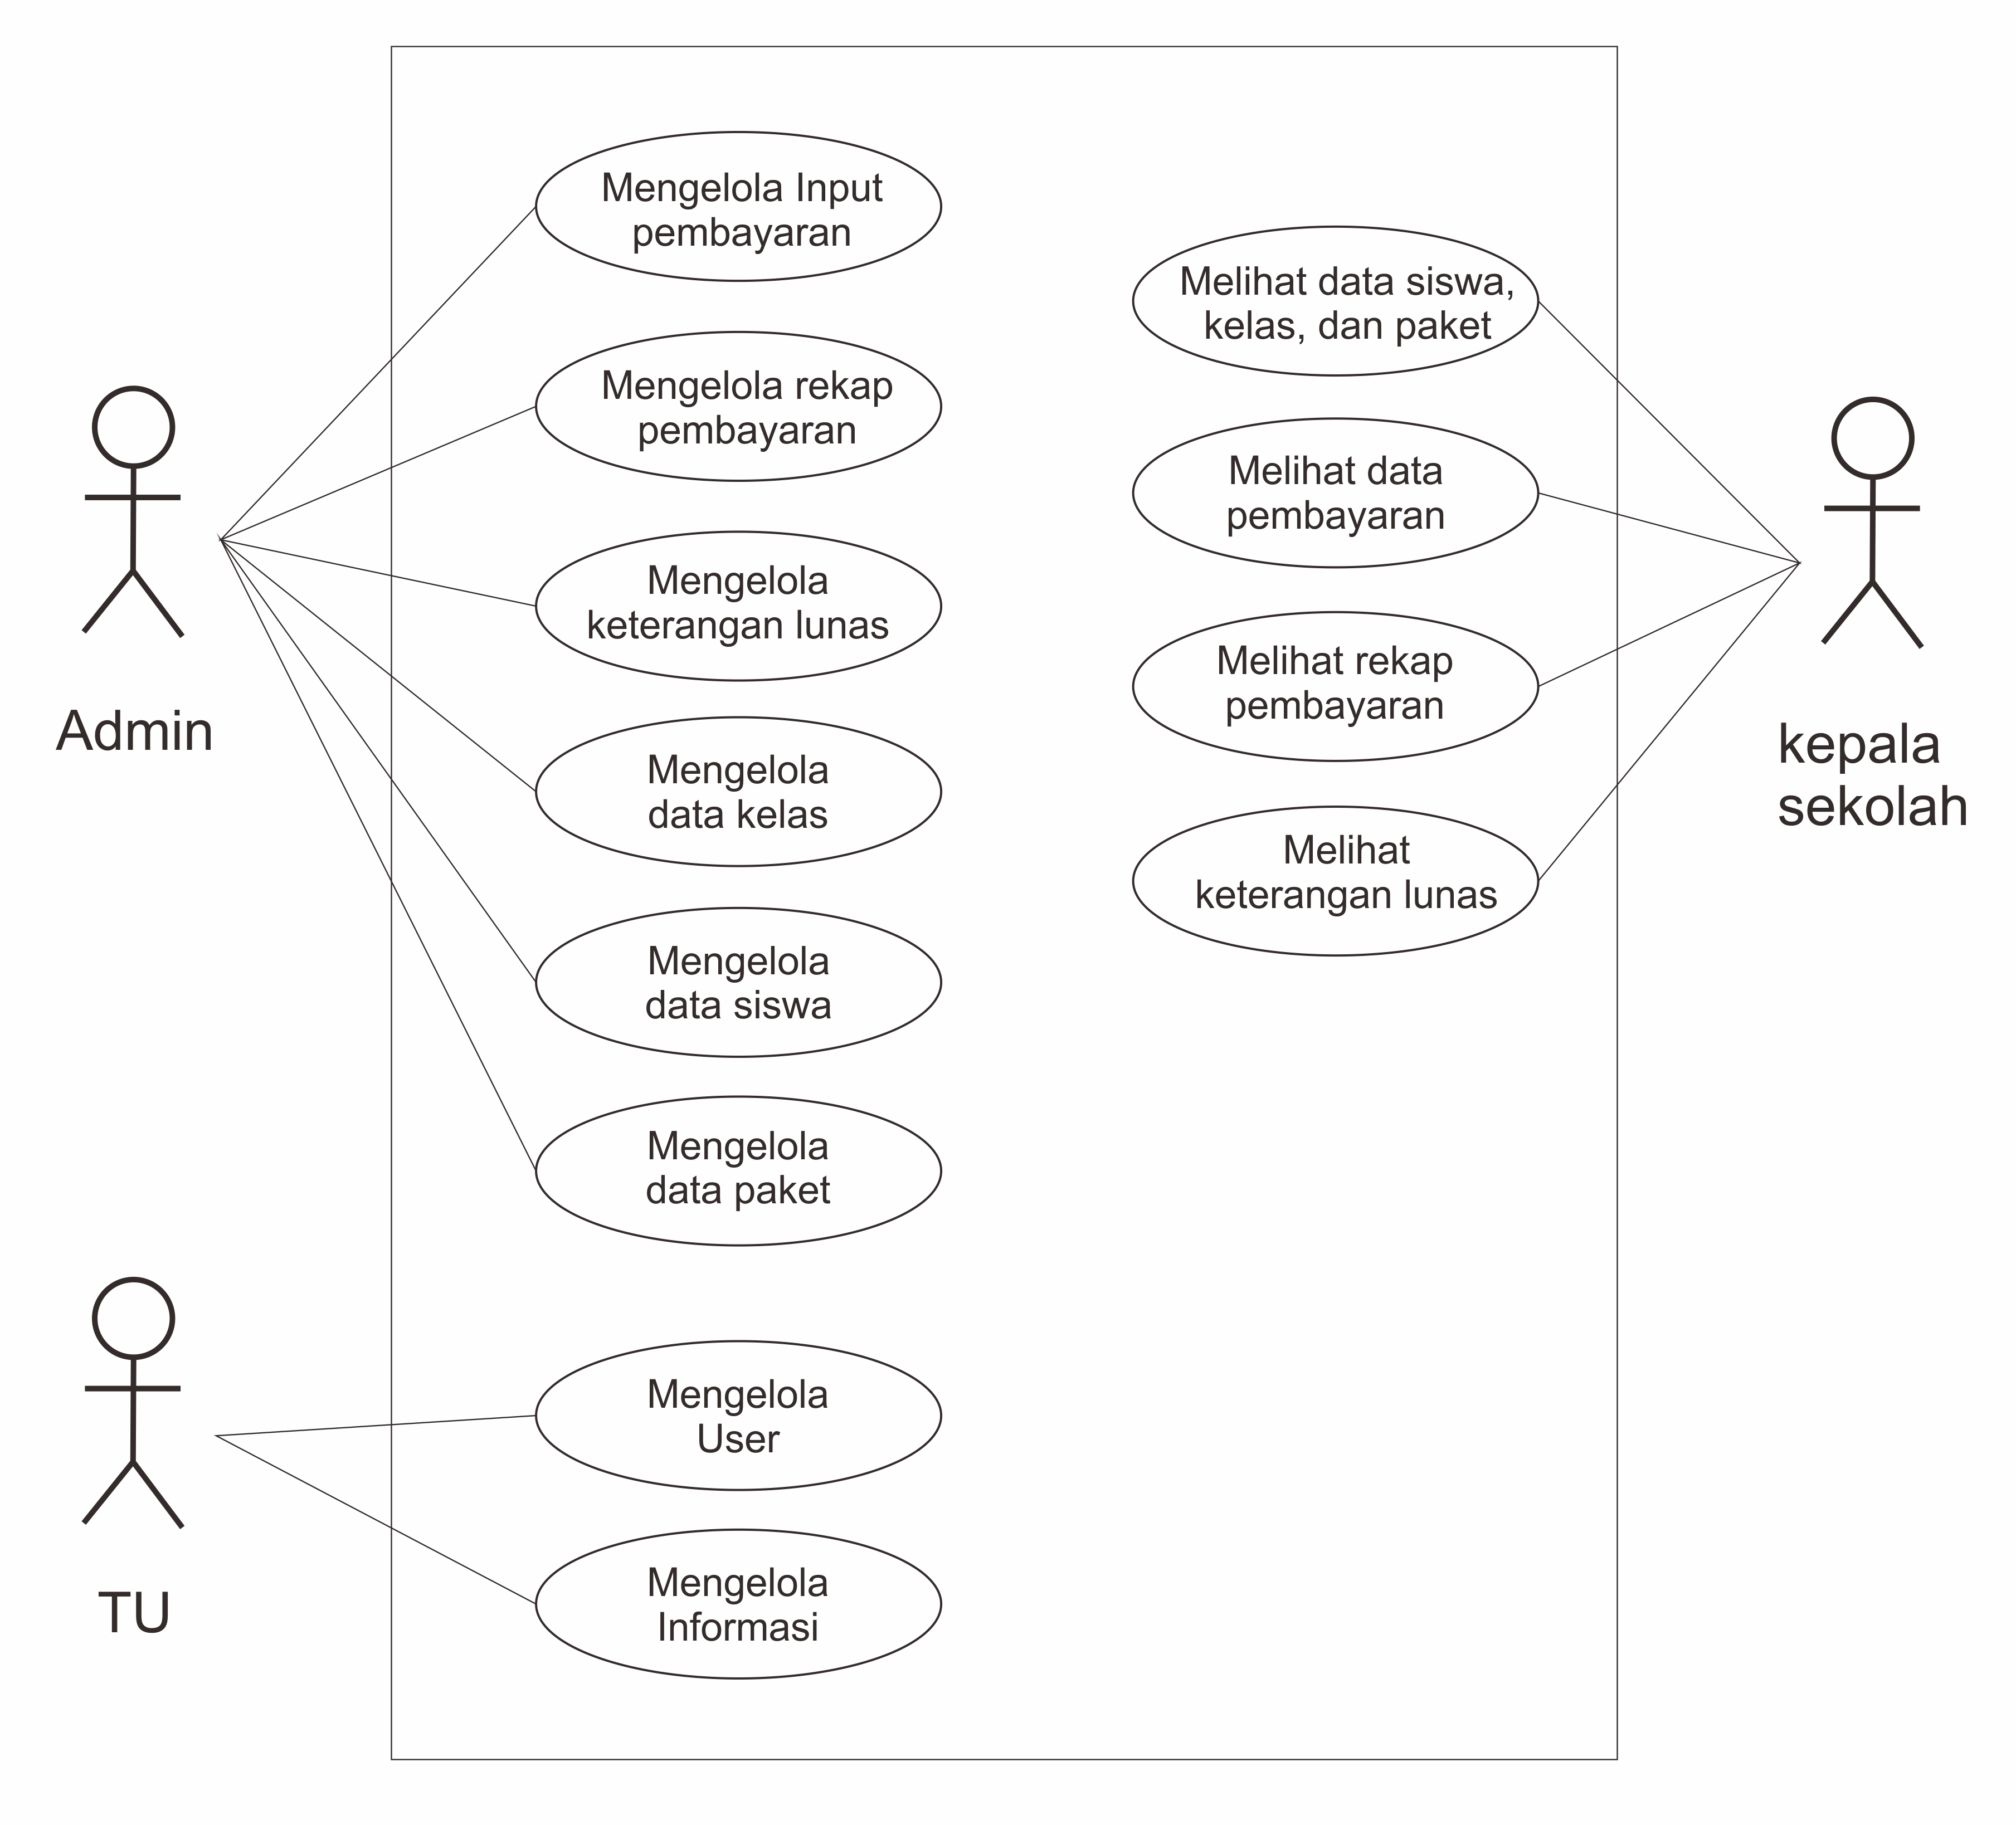 Mengelola Input
pembayaran
Mengelola rekap
pembayaran
Mengelola
keterangan lunas
Mengelola
data kelas
Mengelola
data siswa
Mengelola
data paket
Mengelola
User
Mengelola
Informasi
Melihat data siswa,
kelas, dan paket
Melihat data
pembayaran
Melihat rekap
pembayaran
Melihat
keterangan lunas
Admin
TU
kepala
sekolah